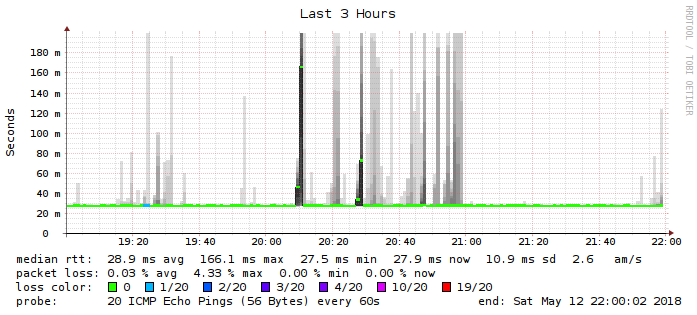 Last 3 Hours
RRDTOOL / TOBI OETIKER
Seconds
180 m
160 m
140 m
120 m
100 m
80 m
60 m
40 m
20 m
0
19:20 19:40 20:00 20:20 20:40 21:00 21:20 21:40 22:00
median rtt: 28.9 ms avg 166.1 ms max 27.5 ms min 27.9 ms now 10.9 ms sd 2.6 am/s
packet loss: 0.03 % avg 4.33 % max 0.00 % min 0.00 % now
loss color: 0 1/20 2/20 3/20 4/20 10/20 19/20
probe: 20 ICMP Echo Pings (56 Bytes) every 60s end: Sat May 12 22:00:02 2018